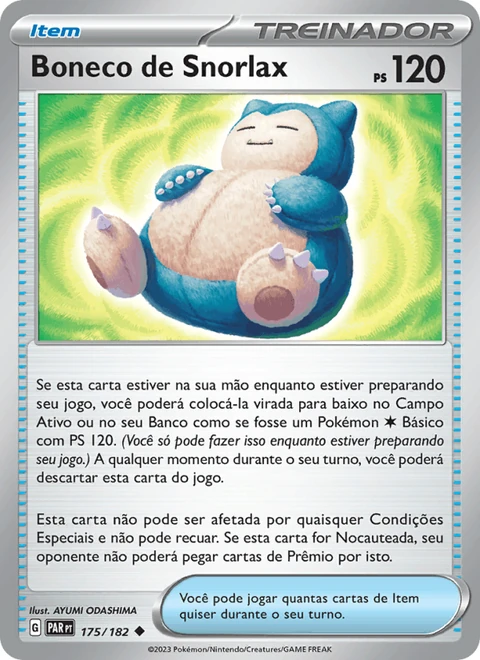 Item
TREINADOR
Boneco de Snorlax
PS 120
Se esta carta estiver na sua mão enquanto estiver preparando
seu jogo, você poderá colocá-la virada para baixo no Campo
Ativo ou no seu Banco como se fosse um Pokémon Básico
com PS 120. (Você só pode fazer isso enquanto estiver preparando
seu jogo.) A qualquer momento durante o seu turno, você poderá
descartar esta carta do jogo.
Esta carta não pode ser afetada por quaisquer Condições
Especiais e não pode recuar. Se esta carta for Nocauteada, seu
oponente não poderá pegar cartas de Prêmio por isto.
Você pode jogar quantas cartas de Item
quiser durante o seu turno.
Ilust. AYUMI ODASHIMA
G PAR PT 175/182
©2023 Pokémon/Nintendo/Creatures/GAME FREAK